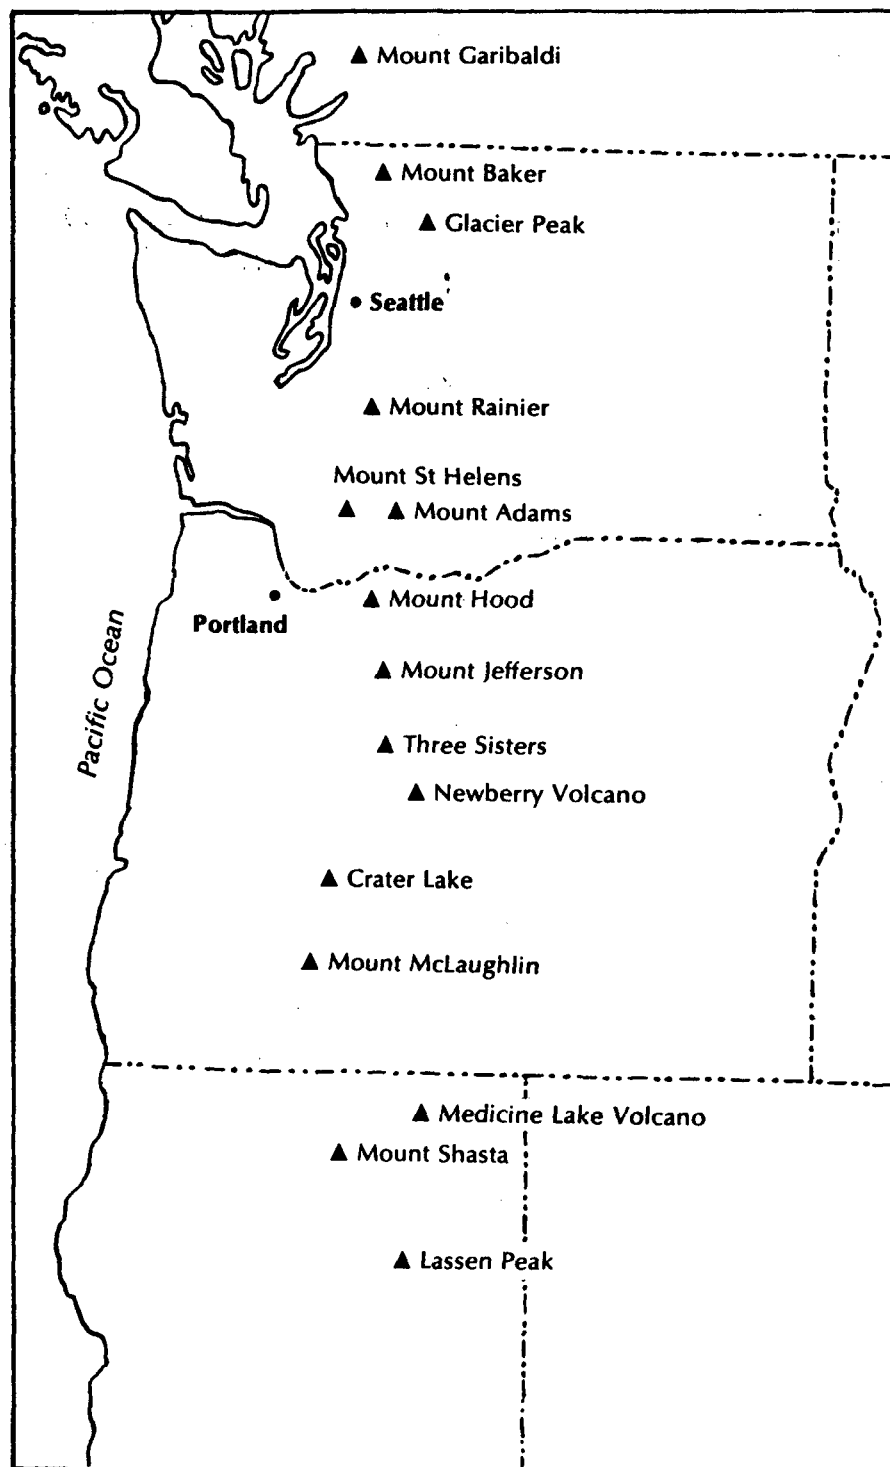 Mount Garibaldi
Mount Baker
Glacier Peak
Seattle
Mount Rainier
Mount St Helens
Mount Adams
Mount Hood
Portland
Mount Jefferson
Pacific Ocean
Three Sisters
Newberry Volcano
Crater Lake
Mount McLaughlin
Medicine Lake Volcano
Mount Shasta
Lassen Peak